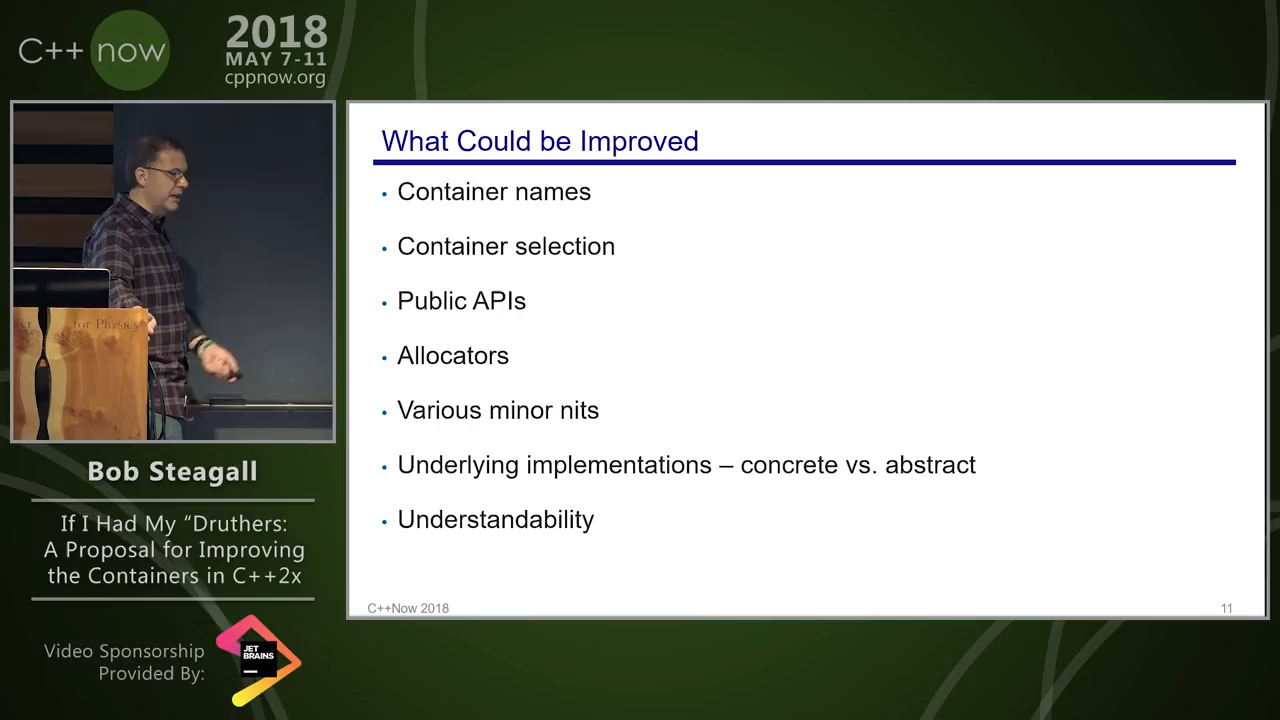 C++ now
2018
MAY 7-11
cppnow.org
for Physics
What Could be Improved
• Container names
• Container selection
• Public APIs
• Allocators
• Various minor nits
• Underlying implementations – concrete vs. abstract
• Understandability
C++Now 2018
11
Bob Steagall
If I Had My “Druthers:
A Proposal for Improving
the Containers in C++2x
Video Sponsorship
Provided By:
JET
BRAINS